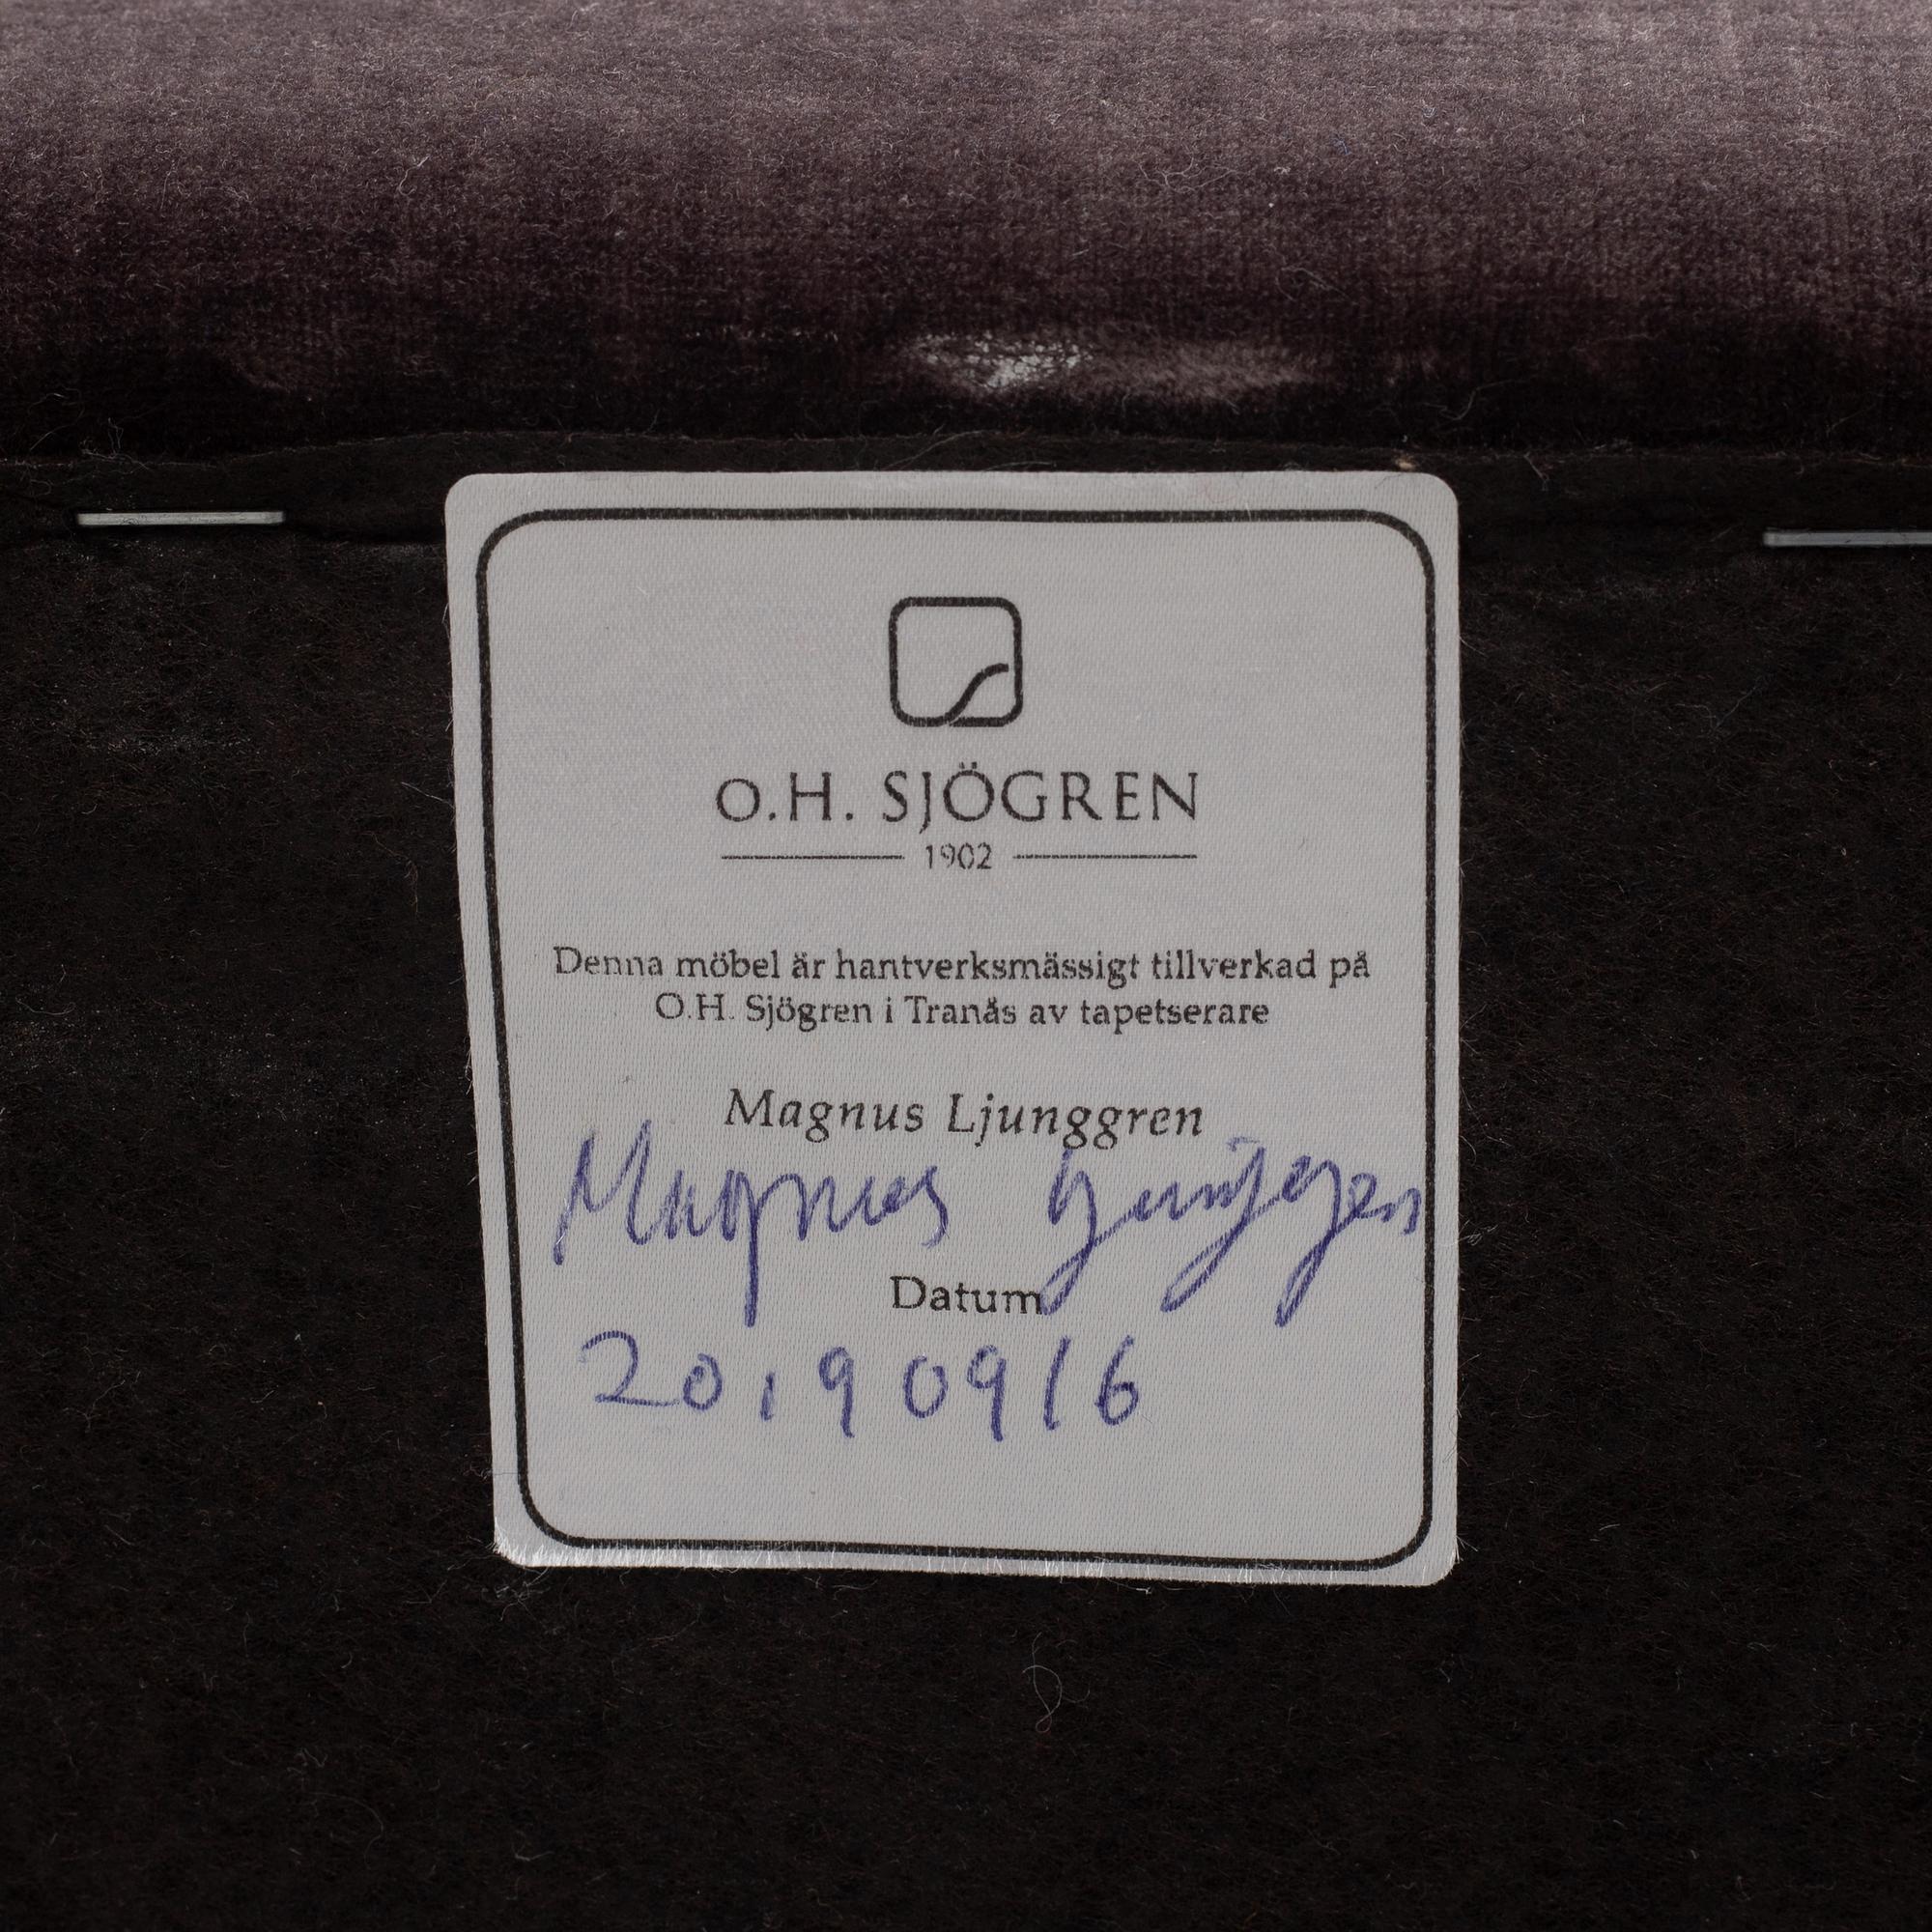 O.H. SJÖGREN
1902
Denna möbel är hantverksmässigt tillverkad på
O.H. Sjögren i Tranås av tapetserare
Magnus Ljunggren
Magnus Ljunggren
Datum
20190916